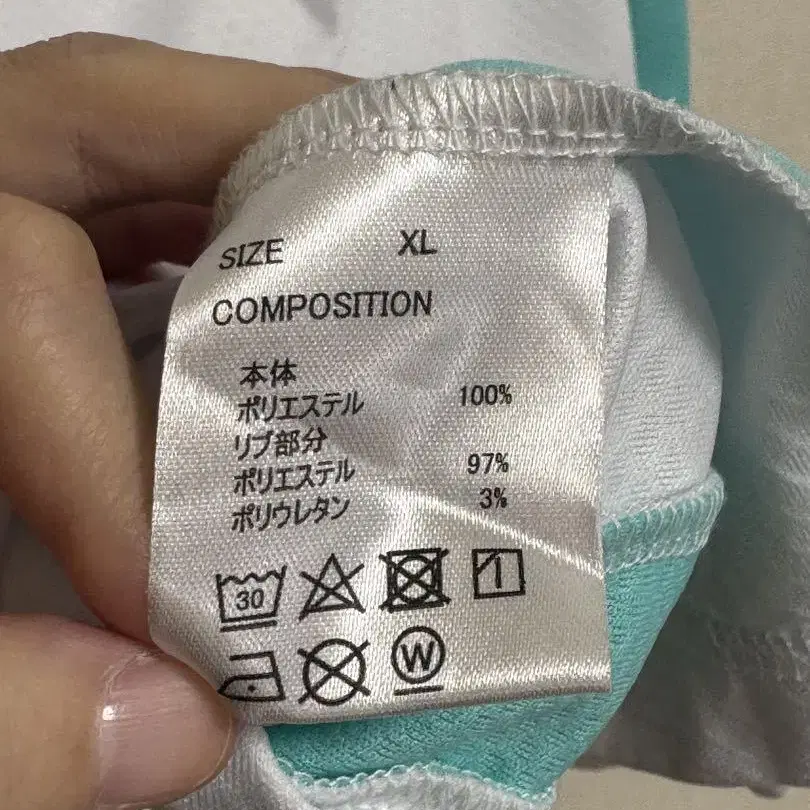 SIZE XL
COMPOSITION
本体
ポリエステル 100%
リブ部分
ポリエステル 97%
ポリウレタン 3%
30
W